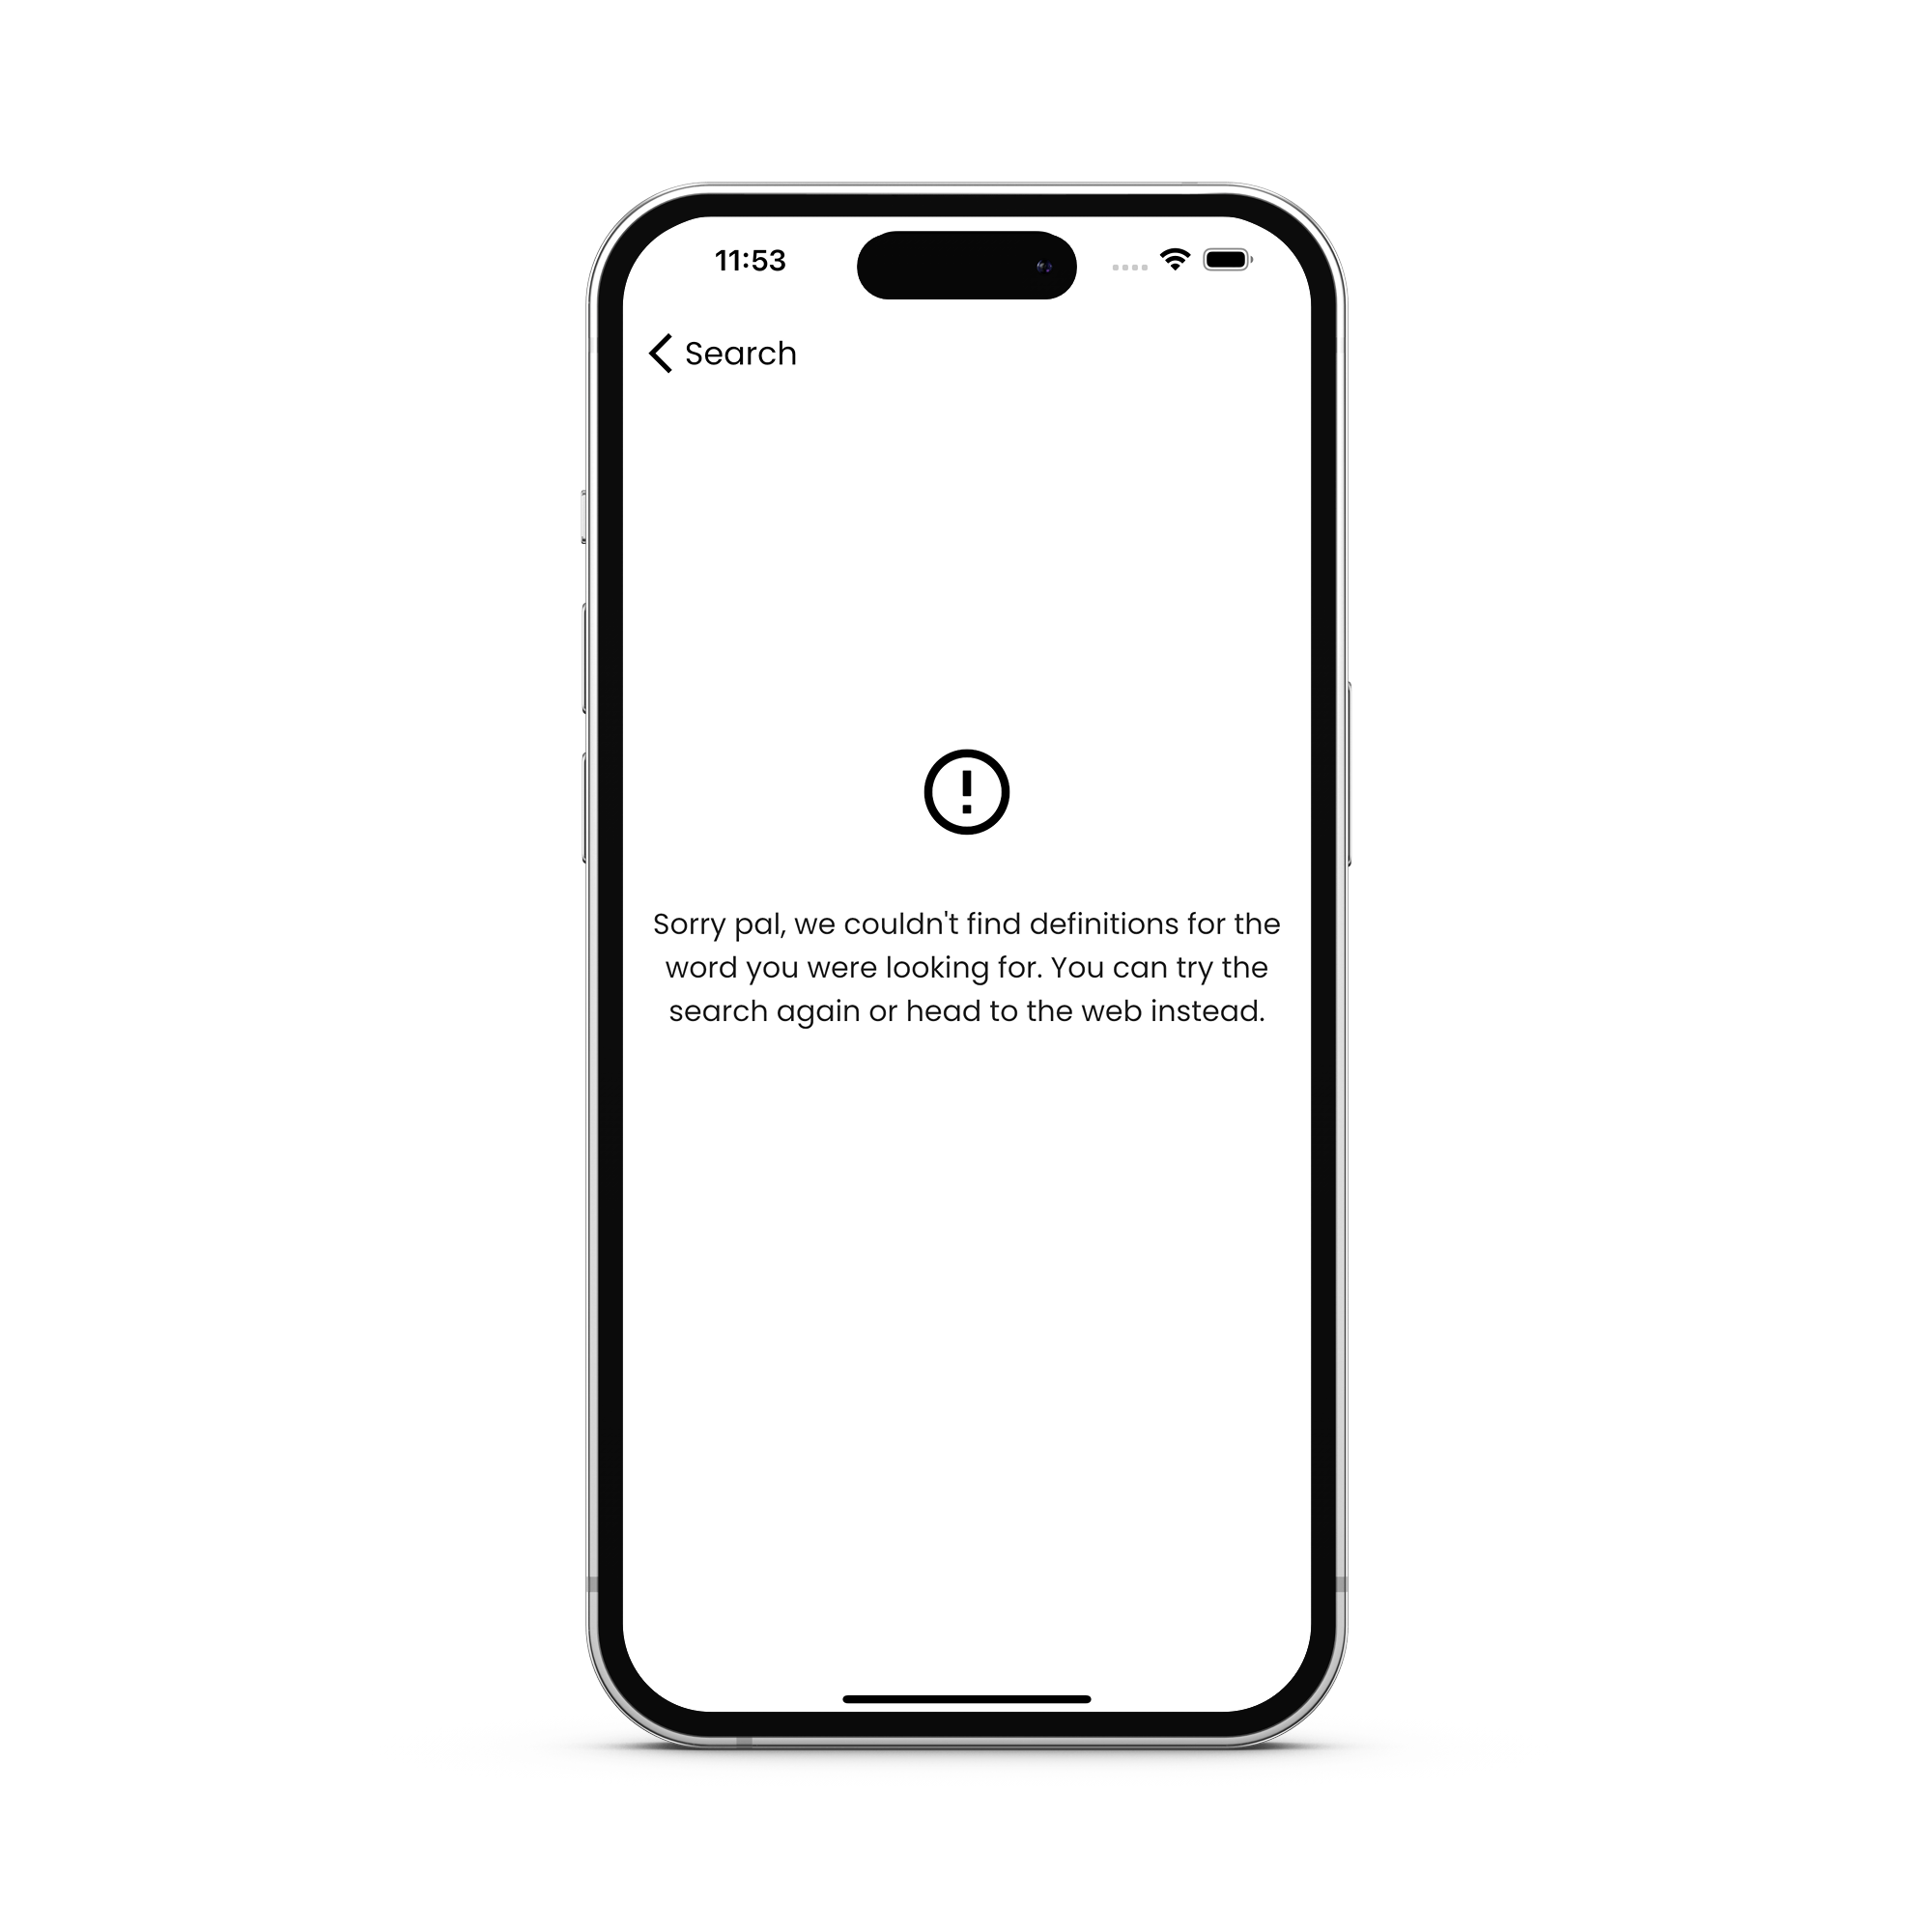 11:53
Search
Sorry pal, we couldn't find definitions for the
word you were looking for. You can try the
search again or head to the web instead.